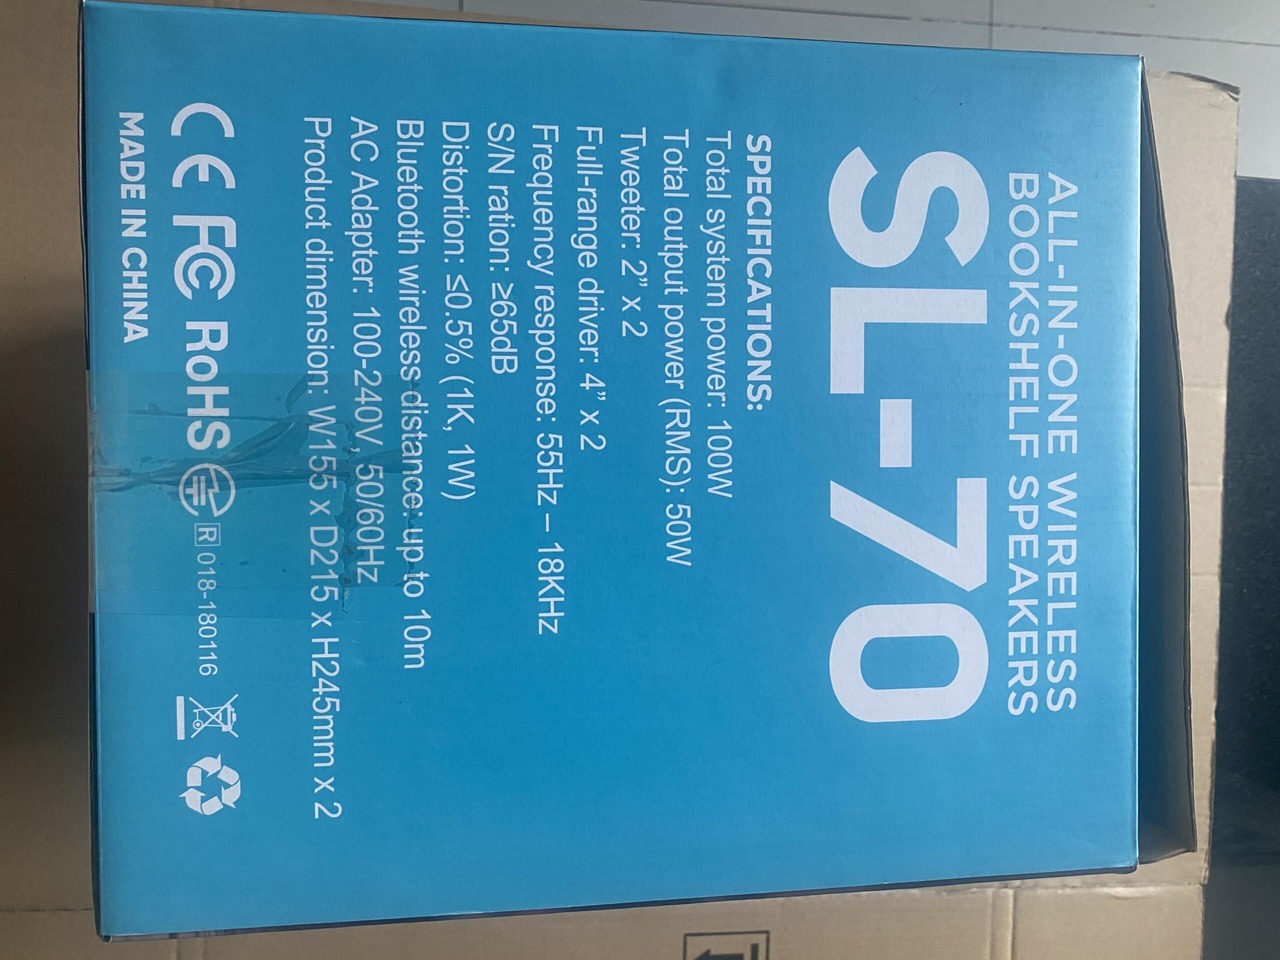 ALL-IN-ONE WIRELESS
BOOKSHELF SPEAKERS
SL-70
SPECIFICATIONS:
Total system power: 100W
Total output power (RMS): 50W
Tweeter: 2” x 2
Full-range driver: 4” x 2
Frequency response: 55Hz – 18KHz
S/N ration: ≥65dB
Distortion: ≤0.5% (1K, 1W)
Bluetooth wireless distance: up to 10m
AC Adapter: 100-240V, 50/60Hz
Product dimension: W155 x D215 x H245mm x 2
CE FC RoHS R 018-180116
MADE IN CHINA